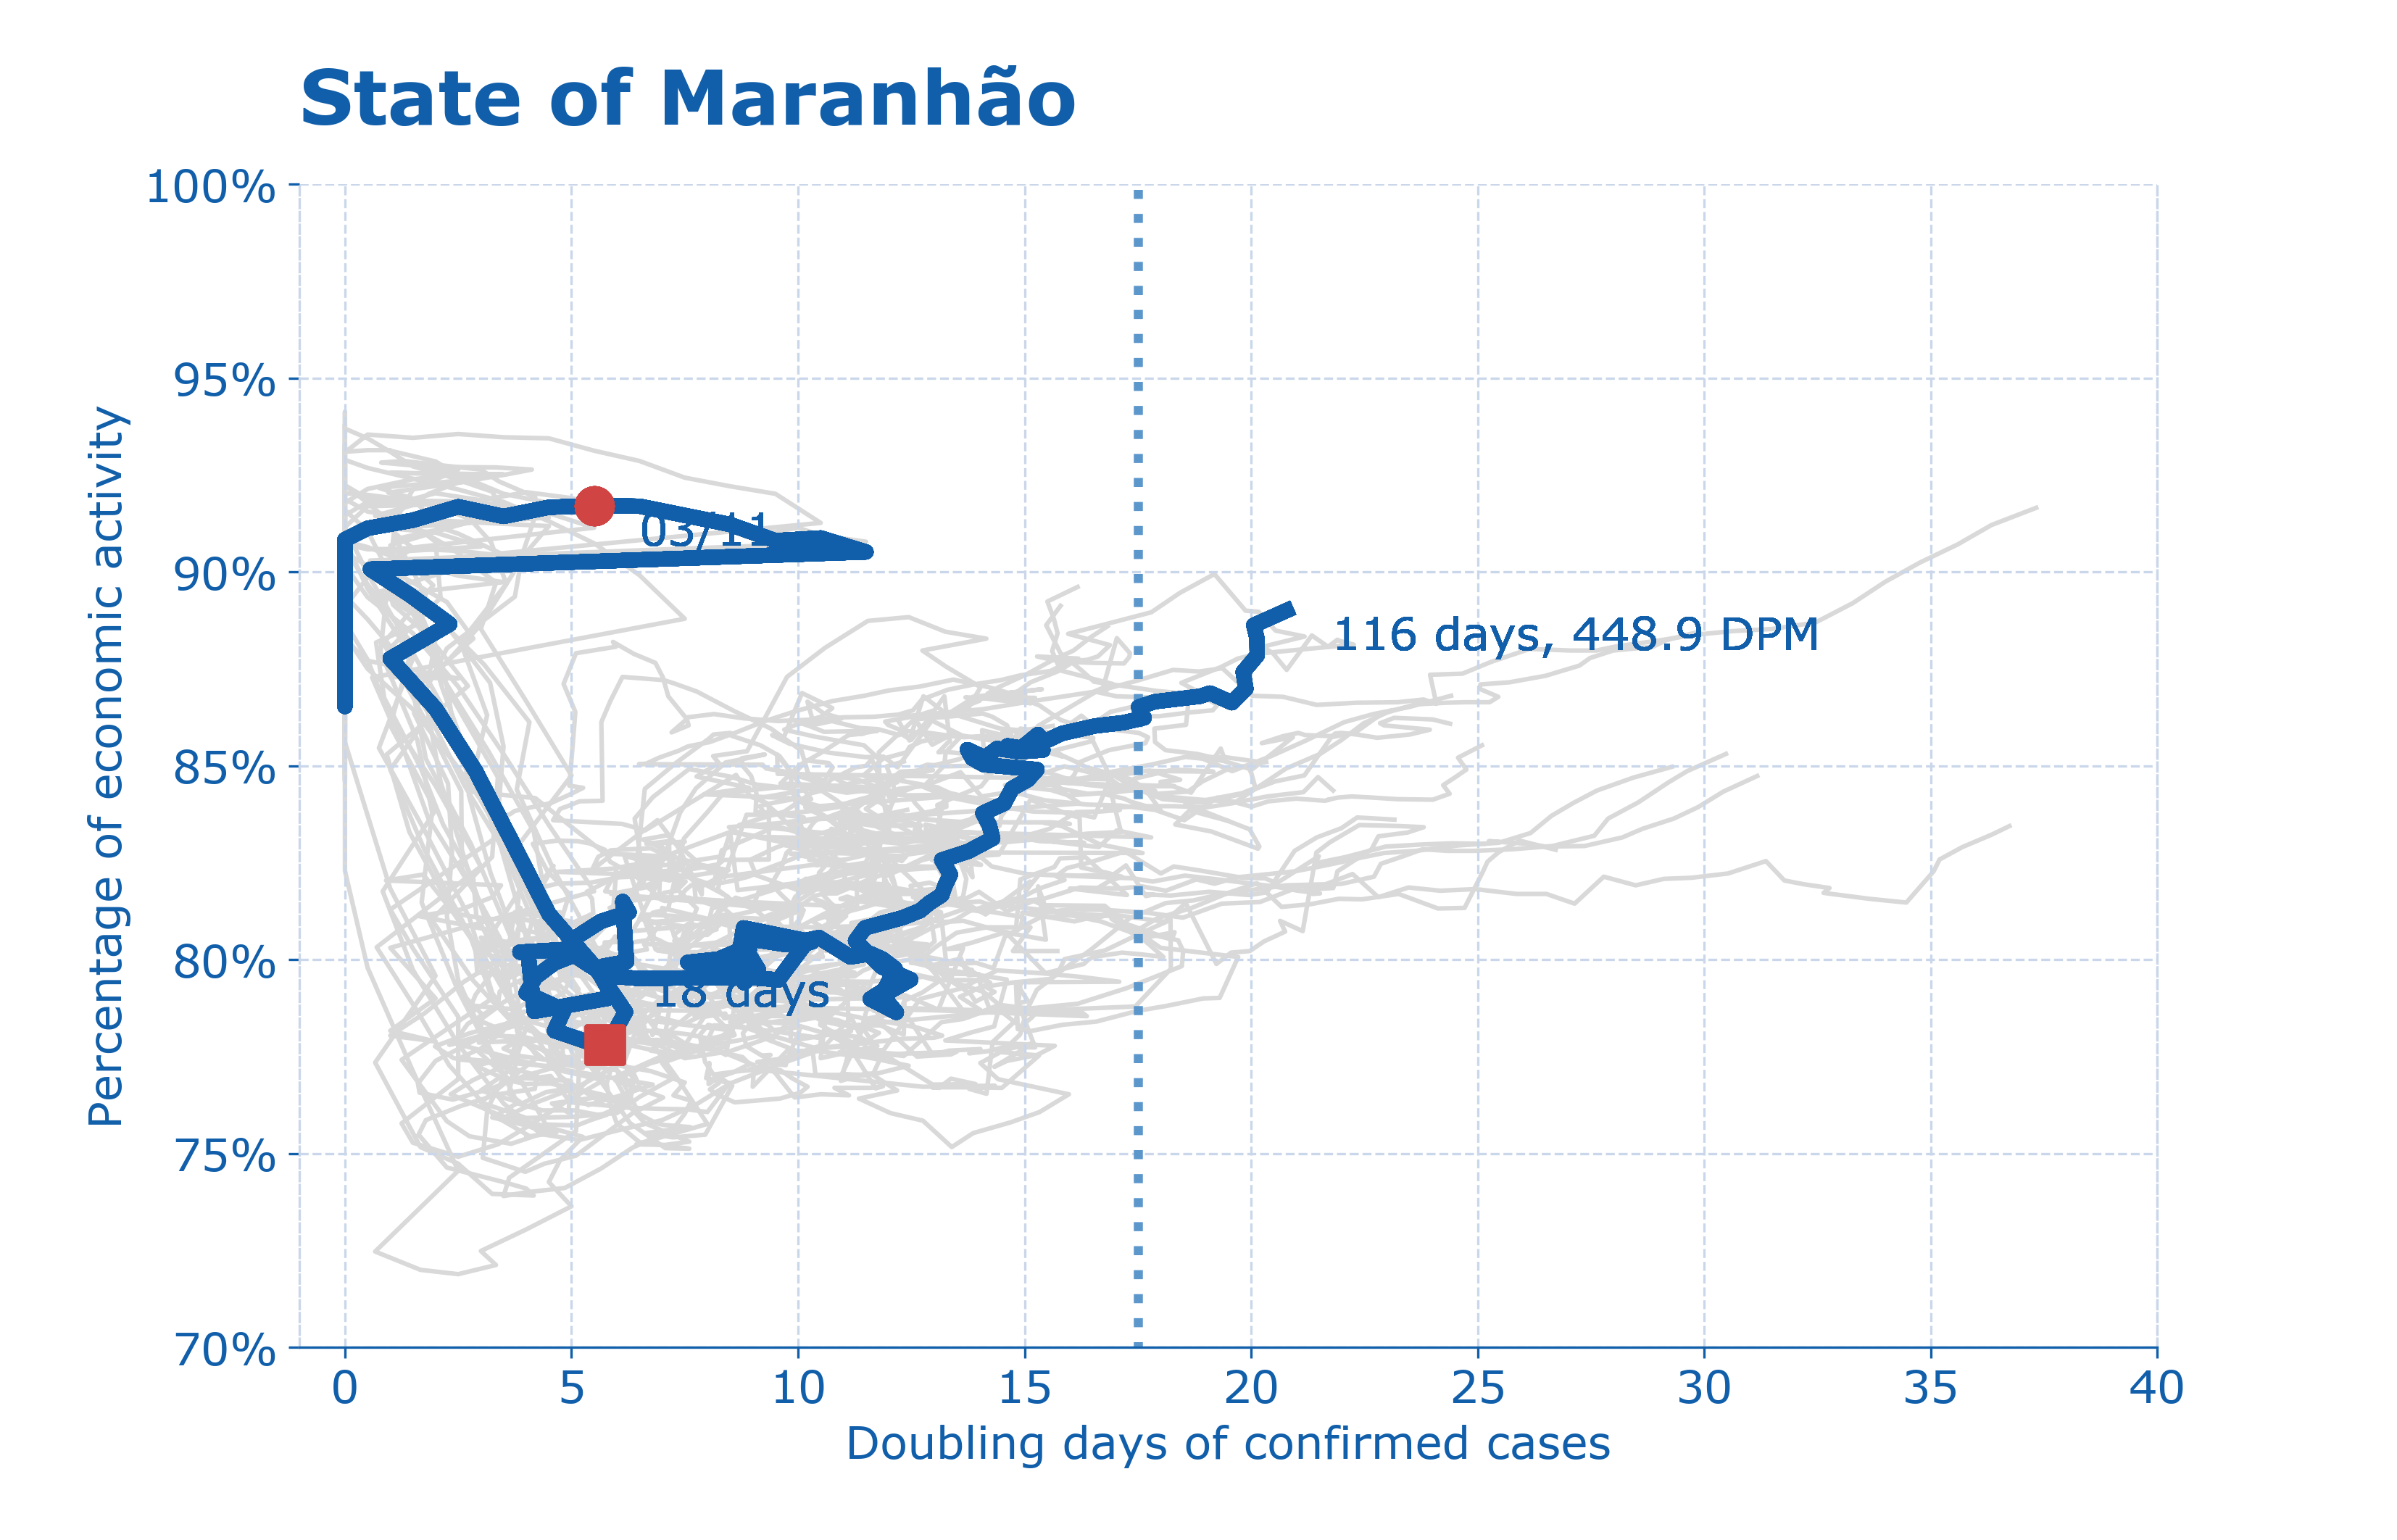 State of Maranhão
100%
95%
90%
85%
80%
75%
70%
Percentage of economic activity
03/11
116 days, 448.9 DPM
18 days
0 5 10 15 20 25 30 35 40
Doubling days of confirmed cases